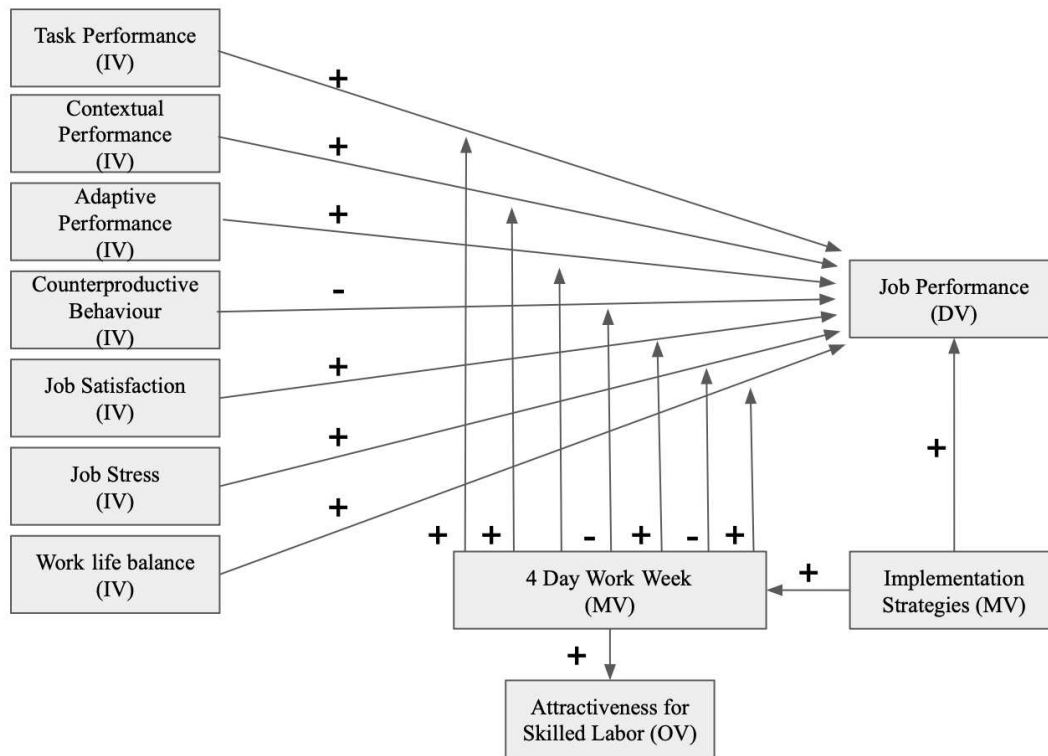 Task Performance
(IV)
+
Contextual
Performance
(IV)
+
Adaptive
Performance
(IV)
+
Counterproductive
Behaviour
(IV)
-
Job Performance
(DV)
Job Satisfaction
(IV)
+
Job Stress
(IV)
+
+
Work life balance
(IV)
+
+ + - + - +
4 Day Work Week
(MV)
+
Implementation
Strategies (MV)
+
Attractiveness for
Skilled Labor (OV)